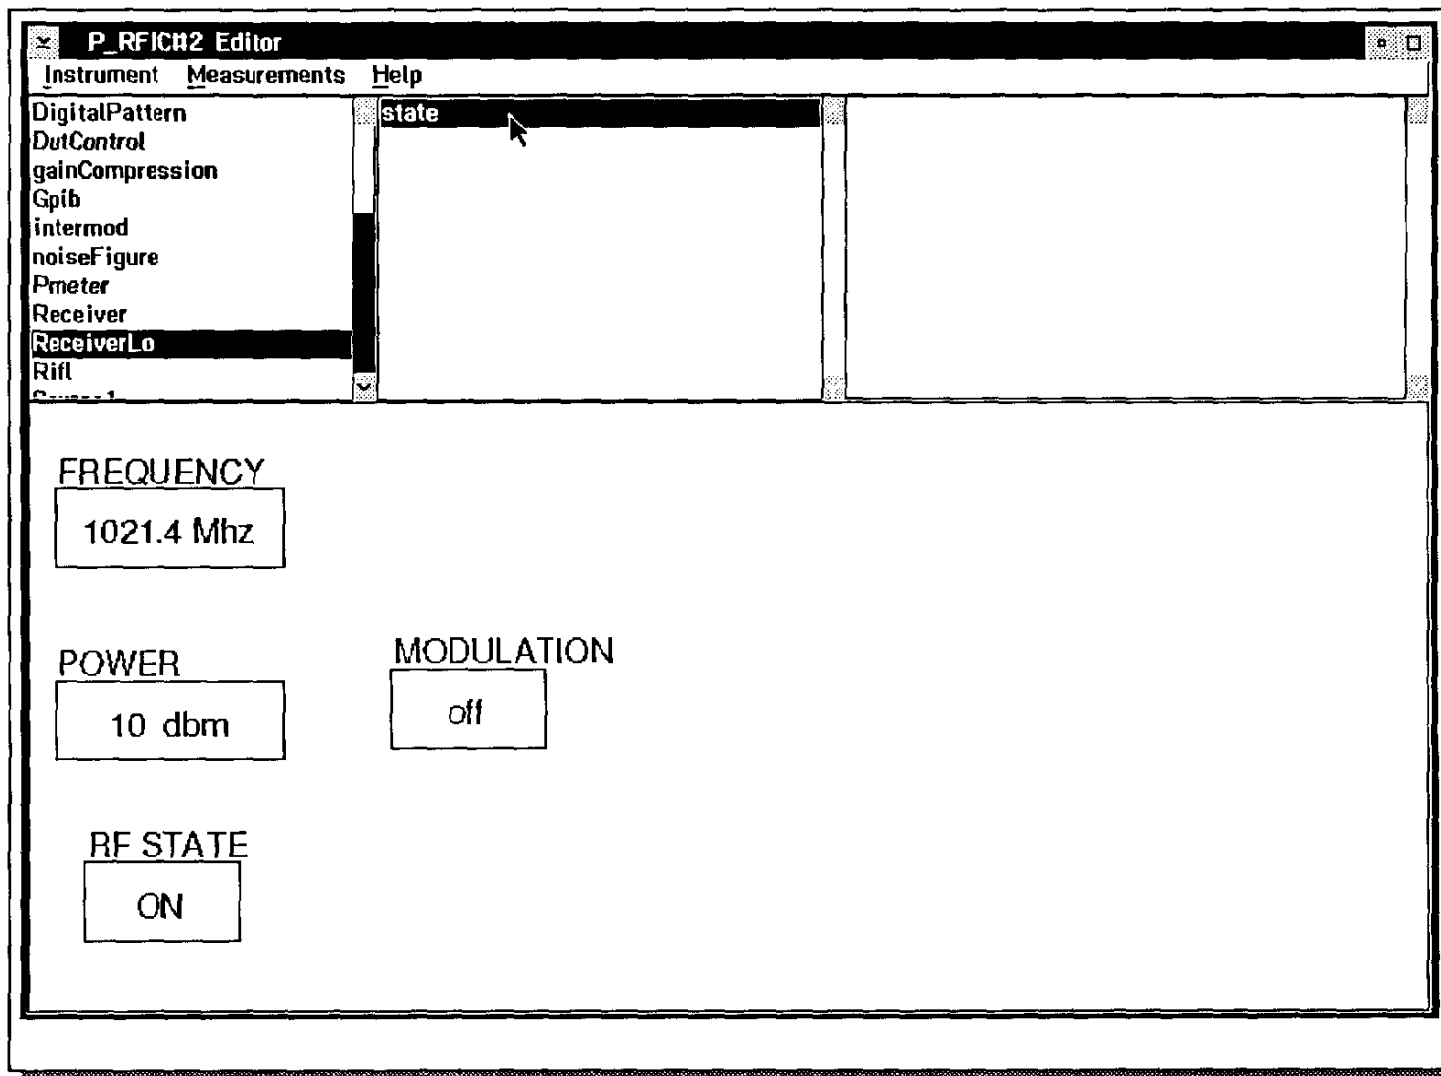 P_RFIC#2 Editor
Instrument Measurements Help
DigitalPattern
DutControl
gainCompression
Gpib
intermod
noiseFigure
Pmeter
Receiver
ReceiverLo
Rifl
state
FREQUENCY
1021.4 Mhz
POWER
10 dbm
MODULATION
off
RF STATE
ON